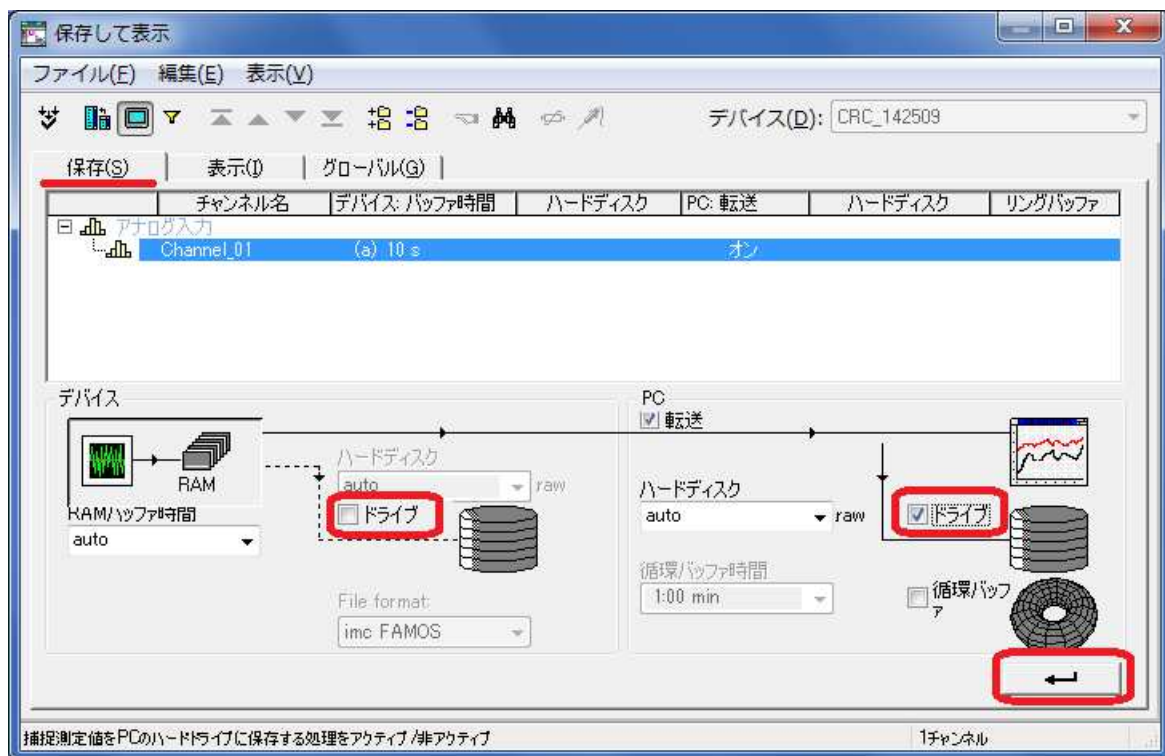 保存して表示
ファイル(F) 編集(E) 表示(V)
デバイス(D): CRC_142509
保存(S) 表示(I) グローバル(G)
チャンネル名 デバイス: バッファ時間 ハードディスク PC: 転送 ハードディスク リングバッファ
アナログ入力
Channel_01 (a) 10 s オン
デバイス
RAM
RAMバッファ時間
auto
ハードディスク
auto raw
ドライブ
File format:
imc FAMOS
PC
転送
ハードディスク
auto raw
ドライブ
循環バッファ時間
1:00 min
循環バッフ
ァ
捕捉測定値をPCのハードドライブに保存する処理をアクティブ/非アクティブ
1チャンネル